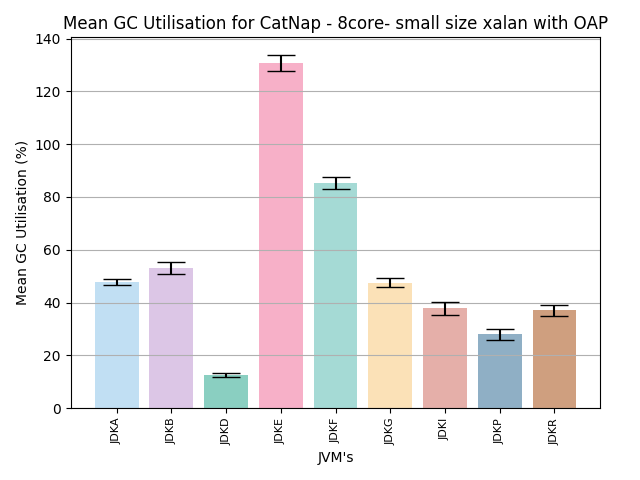 Mean GC Utilisation for CatNap - 8core- small size xalan with OAP
Mean GC Utilisation (%)
140
120
100
80
60
40
20
0
JDKA
JDKB
JDKD
JDKE
JDKF
JDKG
JDKI
JDKP
JDKR
JVM's